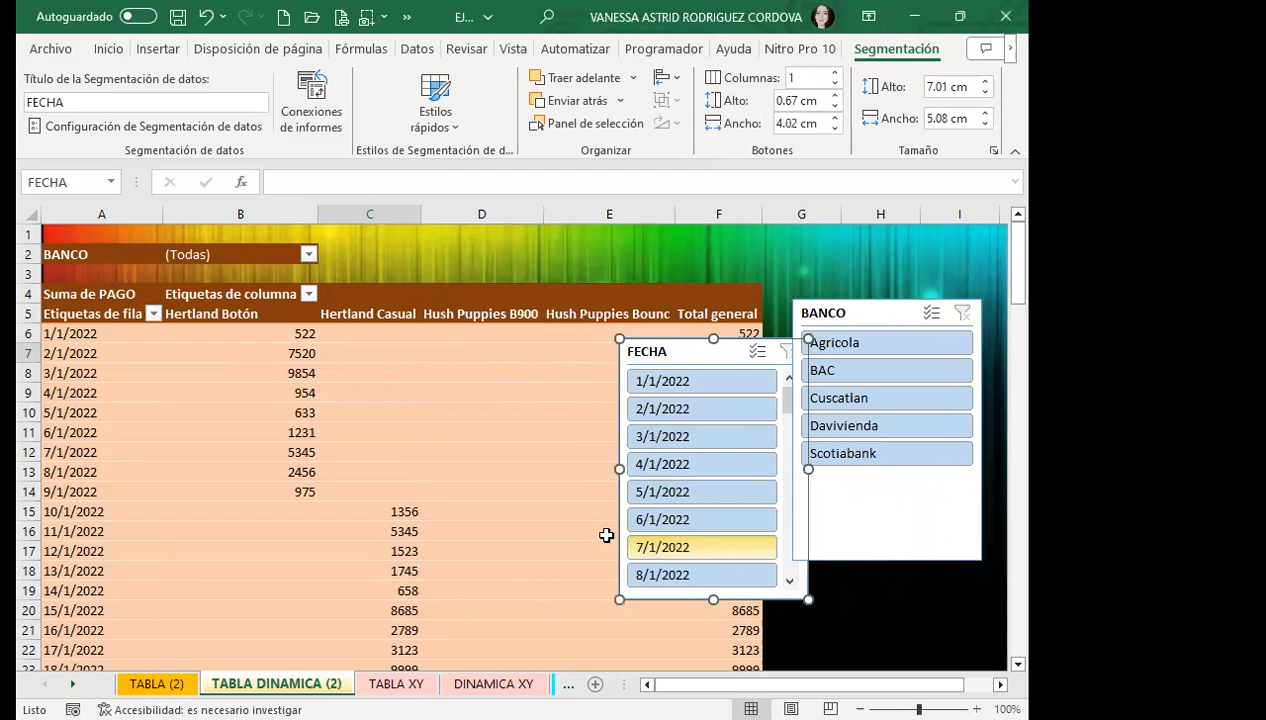 Autoguardado EJ... VANESSA ASTRID RODRIGUEZ CORDOVA
Archivo Inicio Insertar Disposición de página Fórmulas Datos Revisar Vista Automatizar Programador Ayuda Nitro Pro 10 Segmentación
Título de la Segmentación de datos:
FECHA
Configuración de Segmentación de datos
Segmentación de datos
Conexiones
de informes
Estilos
rápidos
Estilos de Segmentación de d...
Traer adelante
Enviar atrás
Panel de selección
Organizar
Columnas: 1
Alto: 0.67 cm
Ancho: 4.02 cm
Botones
Alto: 7.01 cm
Ancho: 5.08 cm
Tamaño
FECHA fx
A B C D E F G H I
1
2 BANCO (Todas)
3
4 Suma de PAGO Etiquetas de columna
5 Etiquetas de fila Hertland Botón Hertland Casual Hush Puppies B900 Hush Puppies Bounc Total general
6 1/1/2022 522 522
7 2/1/2022 7520
8 3/1/2022 9854
9 4/1/2022 954
10 5/1/2022 633
11 6/1/2022 1231
12 7/1/2022 5345
13 8/1/2022 2456
14 9/1/2022 975
15 10/1/2022 1356
16 11/1/2022 5345
17 12/1/2022 1523
18 13/1/2022 1745
19 14/1/2022 658
20 15/1/2022 8685 8685
21 16/1/2022 2789 2789
22 17/1/2022 3123 3123
23 18/1/2022 9999 9999
FECHA
1/1/2022
2/1/2022
3/1/2022
4/1/2022
5/1/2022
6/1/2022
7/1/2022
8/1/2022
BANCO
Agricola
BAC
Cuscatlan
Davivienda
Scotiabank
TABLA (2) TABLA DINAMICA (2) TABLA XY DINAMICA XY ...
Listo Accesibilidad: es necesario investigar 100%